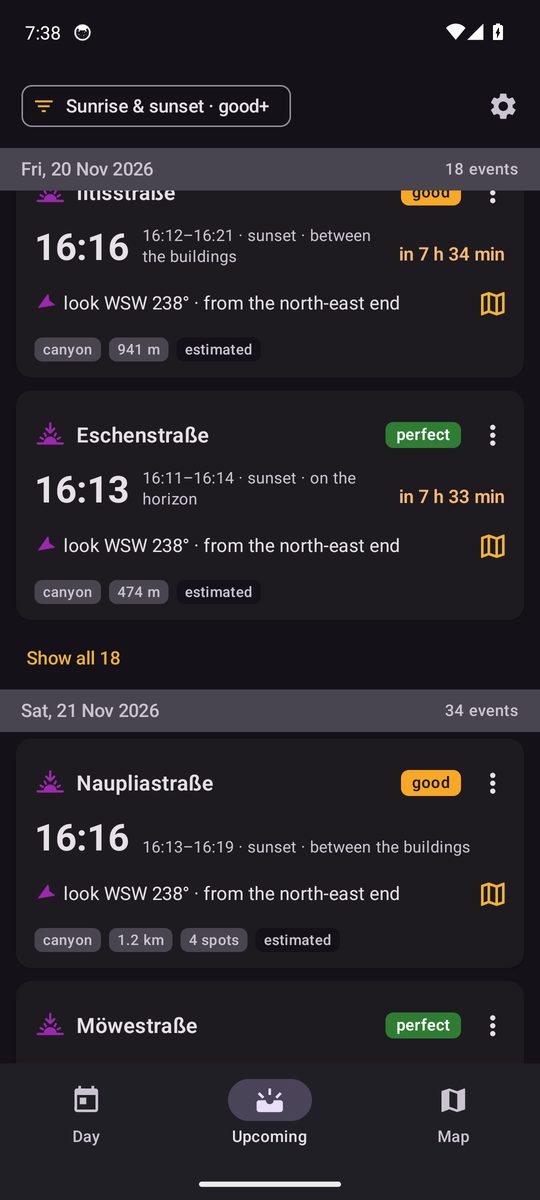 7:38
Sunrise & sunset · good+
Fri, 20 Nov 2026
18 events
Iltisstraße
good
16:16
16:12–16:21 · sunset · between
the buildings
in 7 h 34 min
look WSW 238° · from the north-east end
canyon
941 m
estimated
Eschenstraße
perfect
16:13
16:11–16:14 · sunset · on the
horizon
in 7 h 33 min
look WSW 238° · from the north-east end
canyon
474 m
estimated
Show all 18
Sat, 21 Nov 2026
34 events
Naupliastraße
good
16:16
16:13–16:19 · sunset · between the buildings
look WSW 238° · from the north-east end
canyon
1.2 km
4 spots
estimated
Möwestraße
perfect
Day
Upcoming
Map